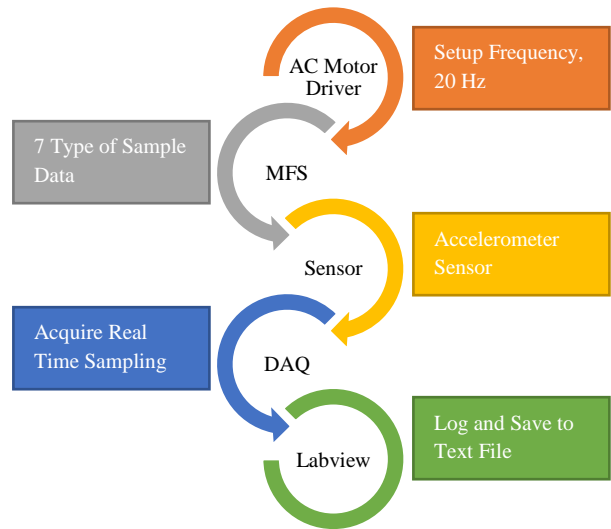 AC Motor
Driver
Setup Frequency,
20 Hz
7 Type of Sample
Data
MFS
Sensor
Accelerometer
Sensor
Acquire Real
Time Sampling
DAQ
Labview
Log and Save to
Text File